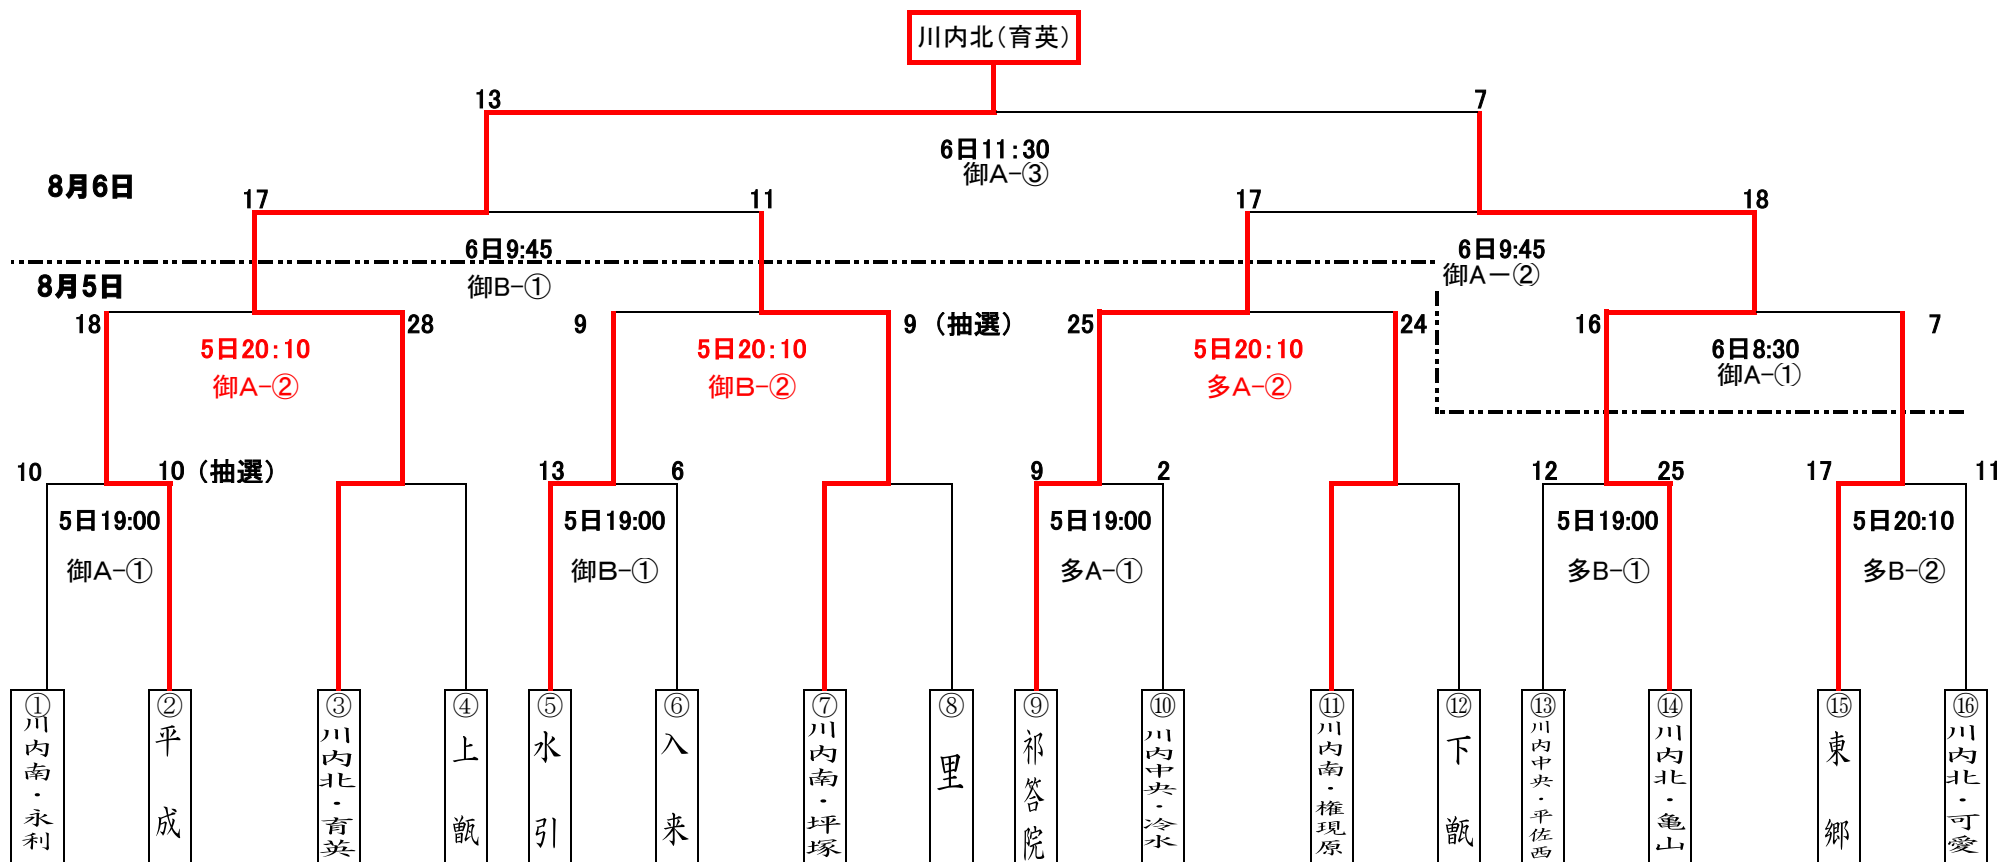 川内北（育英）
13
7
6日11：30
御A-③
8月6日
17
11
17
18
6日9:45
御B-①
6日9:45
御A－②
8月5日
18
28
9
9 （抽選）
25
24
16
7
5日20：10
御A-②
5日20：10
御B-②
5日20：10
多A-②
6日8:30
御A-①
10
10 （抽選）
13
6
9
2
12
25
17
11
5日19:00
御A-①
5日19:00
御B-①
5日19:00
多A-①
5日19:00
多B-①
5日20:10
多B-②
①川内南・永利
②平成
③川内北・育英
④上甑
⑤水引
⑥入来
⑦川内南・坪塚
⑧里
⑨祁答院
⑩川内中央・冷水
⑪川内南・権現原
⑫下甑
⑬川内中央・平佐西
⑭川内北・亀山
⑮東郷
⑯川内北・可愛